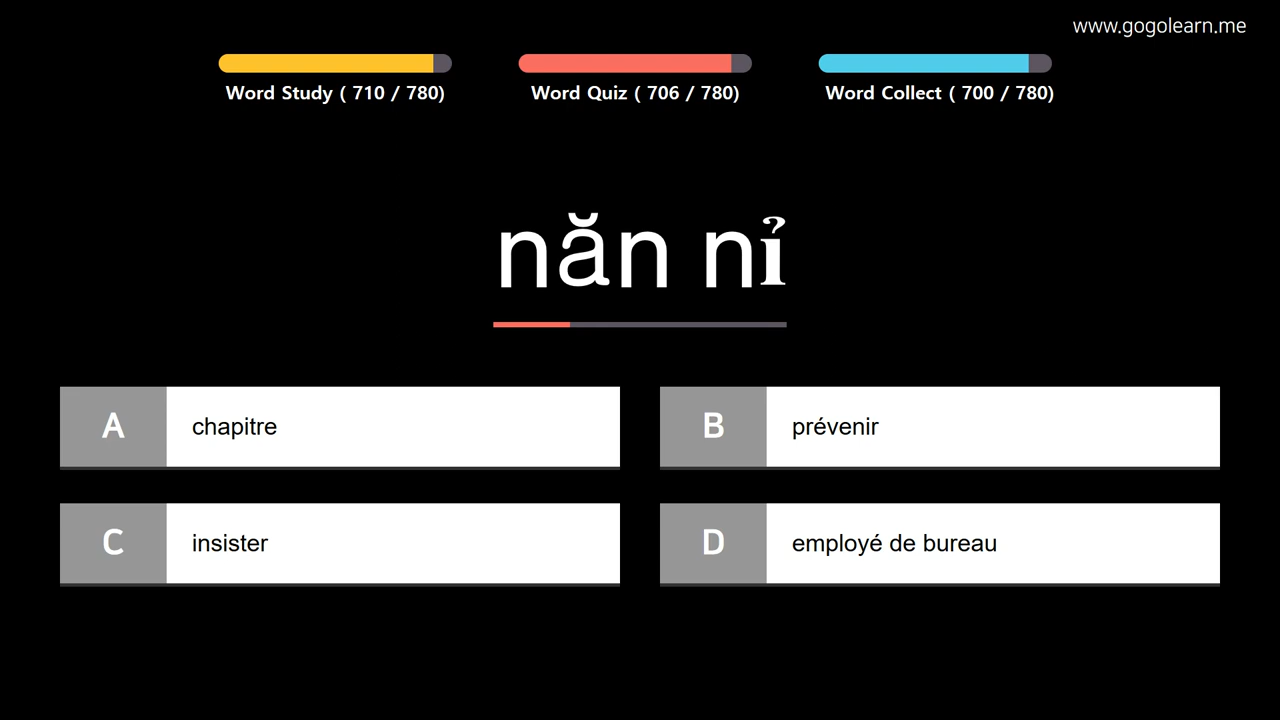 www.gogolearn.me
Word Study ( 710 / 780)
Word Quiz ( 706 / 780)
Word Collect ( 700 / 780)
năn nỉ
A chapitre
B prévenir
C insister
D employé de bureau